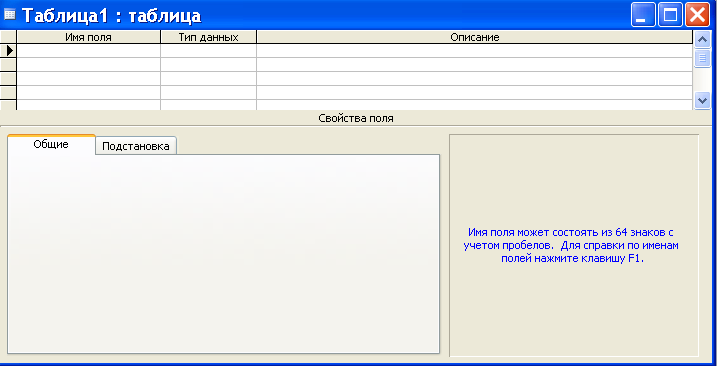 Таблица1 : таблица
Имя поля Тип данных Описание
Свойства поля
Общие Подстановка
Имя поля может состоять из 64 знаков с
учетом пробелов. Для справки по именам
полей нажмите клавишу F1.